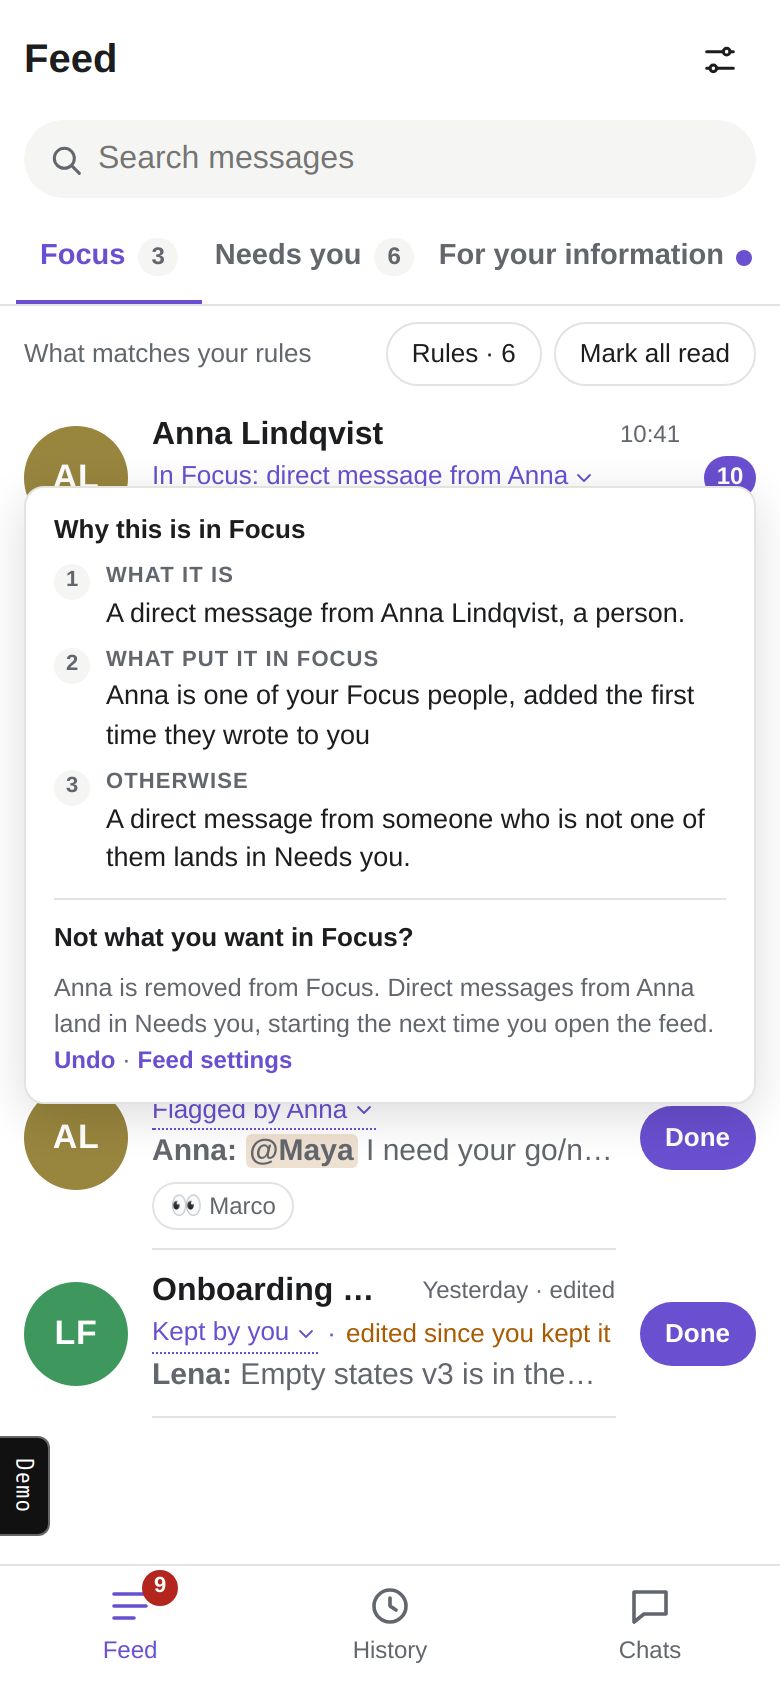 Feed
Search messages
Focus 3 Needs you 6 For your information
What matches your rules Rules · 6 Mark all read
AL Anna Lindqvist 10:41
In Focus: direct message from Anna 10
Why this is in Focus
1 WHAT IT IS
A direct message from Anna Lindqvist, a person.
2 WHAT PUT IT IN FOCUS
Anna is one of your Focus people, added the first
time they wrote to you
3 OTHERWISE
A direct message from someone who is not one of
them lands in Needs you.
Not what you want in Focus?
Anna is removed from Focus. Direct messages from Anna
land in Needs you, starting the next time you open the feed.
Undo · Feed settings
Flagged by Anna
AL Anna: @Maya I need your go/n… Done
👀 Marco
Onboarding … Yesterday · edited
LF Kept by you · edited since you kept it Done
Lena: Empty states v3 is in the…
Demo
9
Feed History Chats